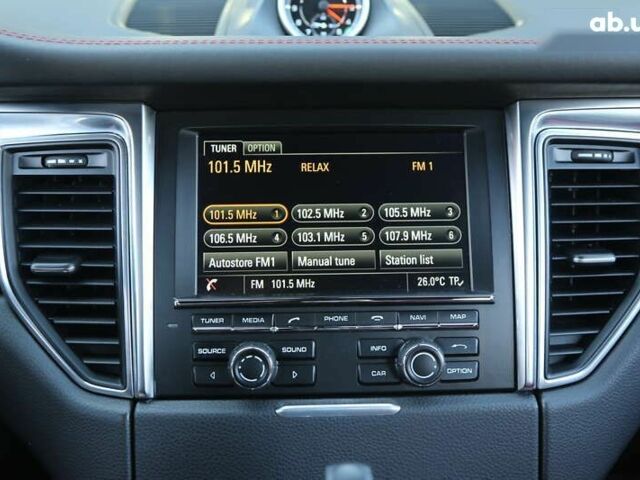 ab.u
TUNER OPTION
101.5 MHz RELAX FM 1
101.5 MHz 1 102.5 MHz 2 105.5 MHz 3
106.5 MHz 4 103.1 MHz 5 107.9 MHz 6
Autostore FM1 Manual tune Station list
FM 101.5 MHz 26.0°C TP
TUNER MEDIA PHONE NAVI MAP
SOURCE SOUND INFO
CAR OPTION